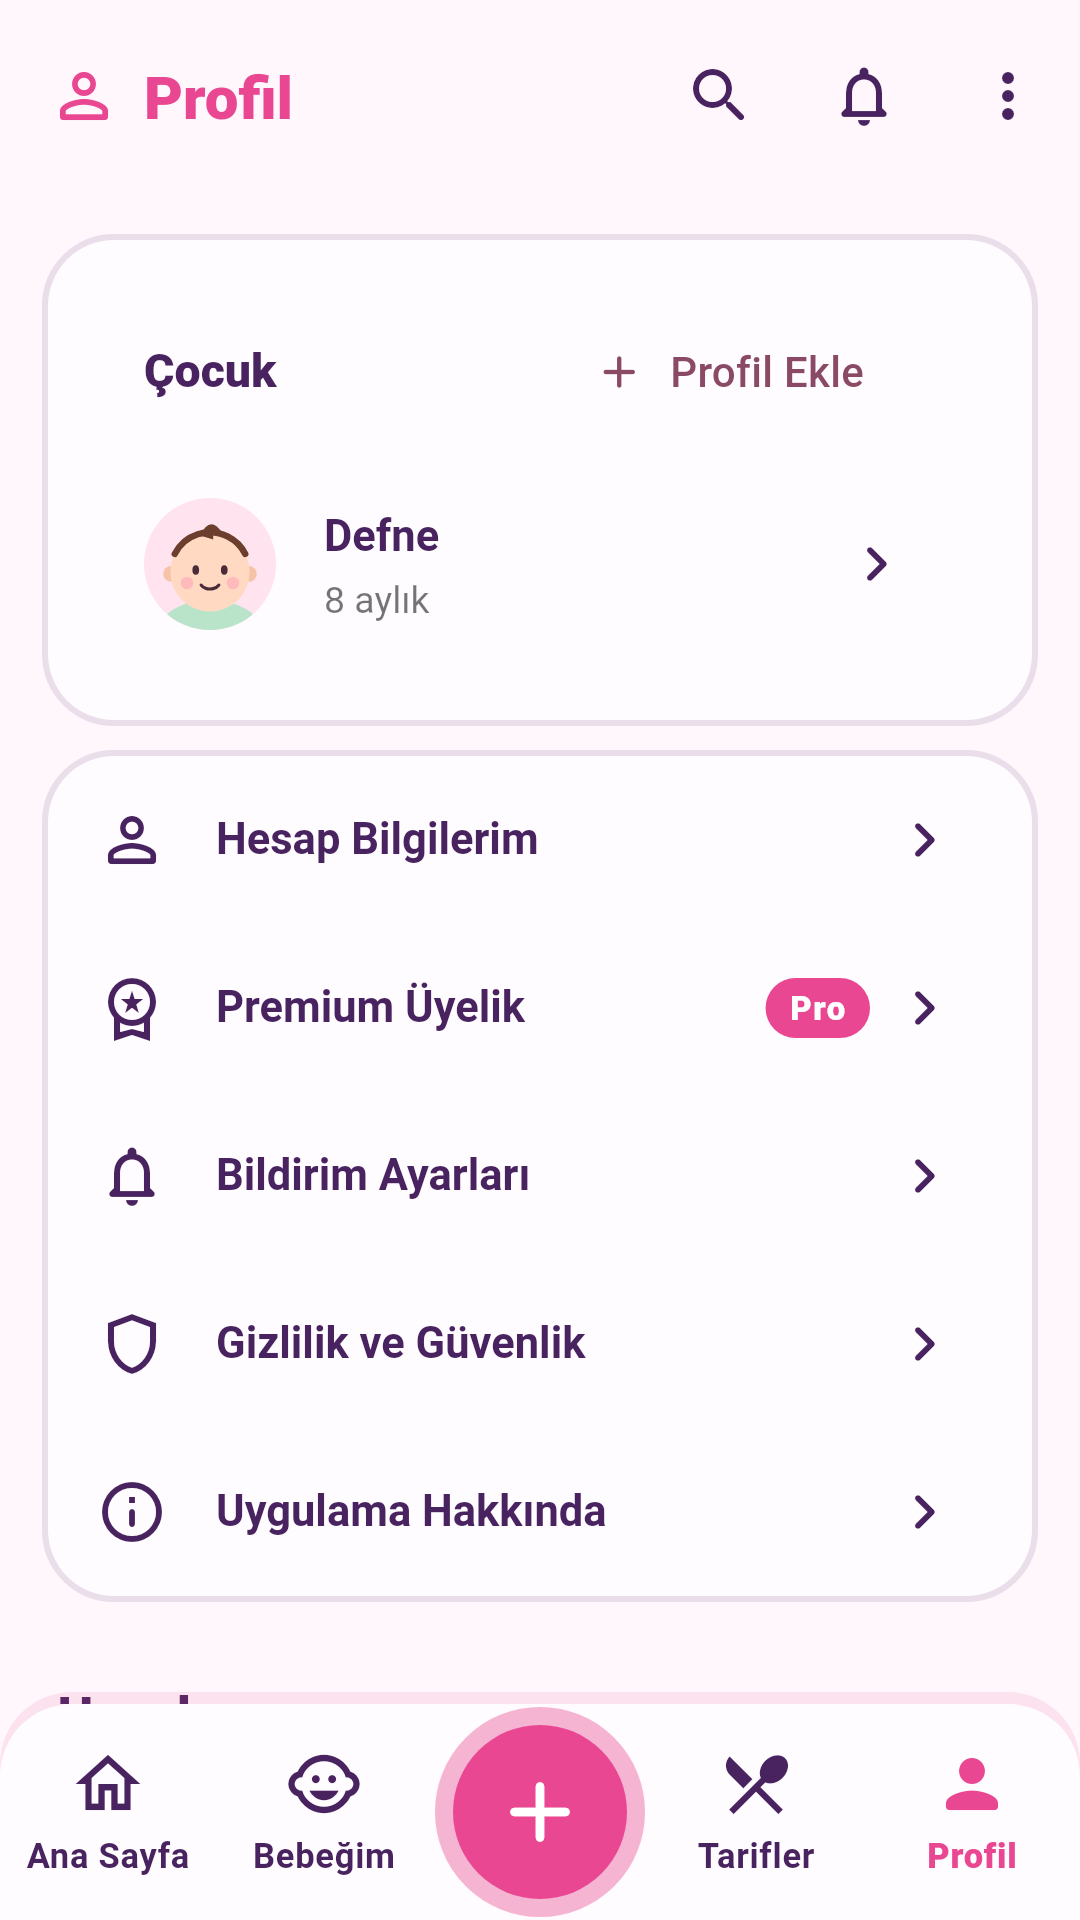 Profil
Çocuk
Profil Ekle
Defne
8 aylık
Hesap Bilgilerim
Premium Üyelik
Pro
Bildirim Ayarları
Gizlilik ve Güvenlik
Uygulama Hakkında
Ana Sayfa
Bebeğim
Tarifler
Profil